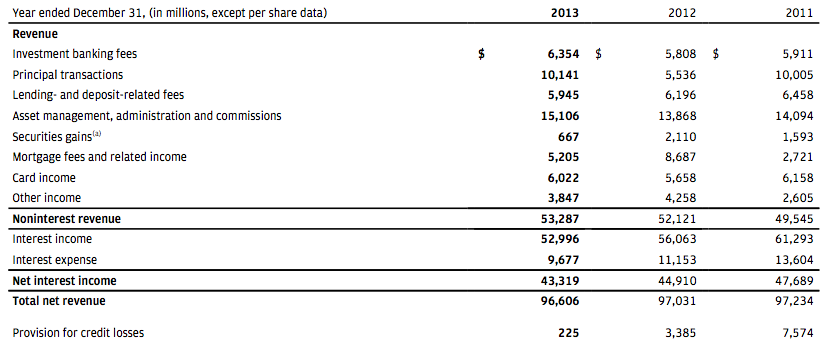 Year ended December 31, (in millions, except per share data) 2013 2012 2011
Revenue
Investment banking fees $ 6,354 $ 5,808 $ 5,911
Principal transactions 10,141 5,536 10,005
Lending- and deposit-related fees 5,945 6,196 6,458
Asset management, administration and commissions 15,106 13,868 14,094
Securities gains(a) 667 2,110 1,593
Mortgage fees and related income 5,205 8,687 2,721
Card income 6,022 5,658 6,158
Other income 3,847 4,258 2,605
Noninterest revenue 53,287 52,121 49,545
Interest income 52,996 56,063 61,293
Interest expense 9,677 11,153 13,604
Net interest income 43,319 44,910 47,689
Total net revenue 96,606 97,031 97,234
Provision for credit losses 225 3,385 7,574